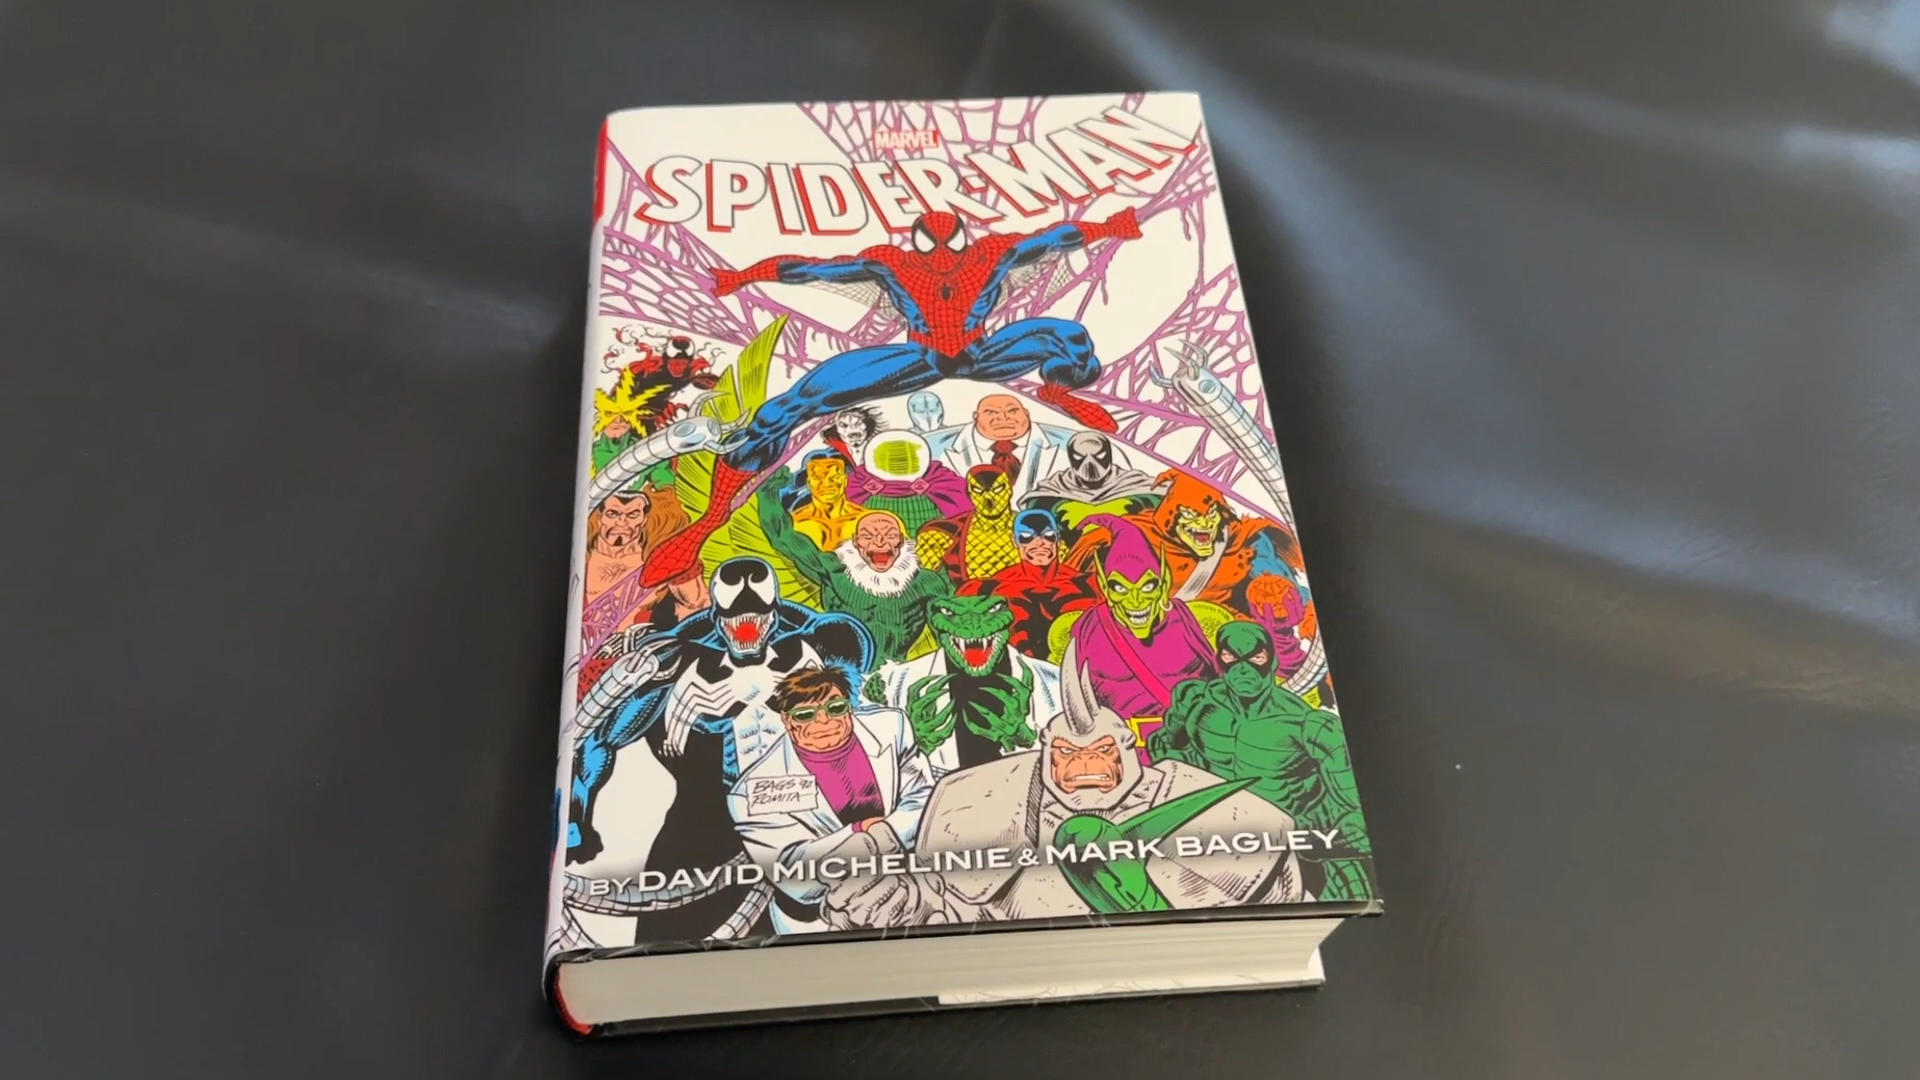 MARVEL
SPIDER-MAN
BAGS '92
ROMITA
BY DAVID MICHELINIE & MARK BAGLEY